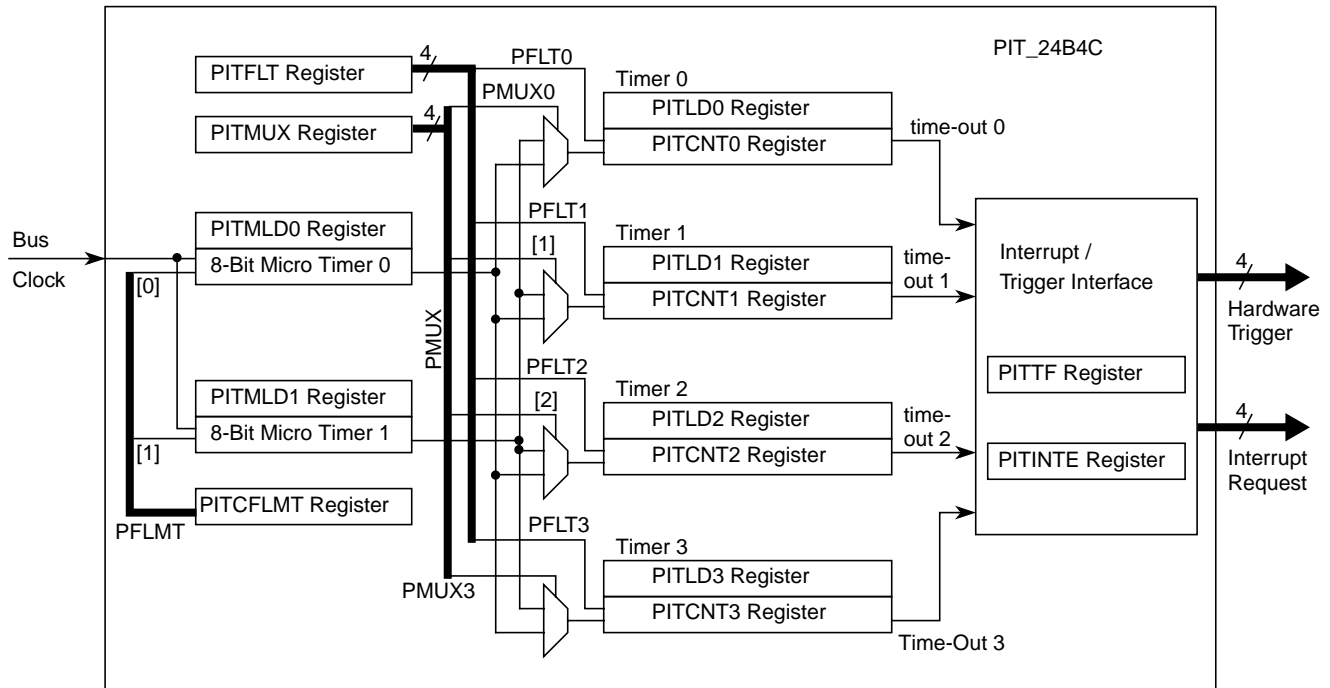 PIT_24B4C
PITFLT Register
4
PFLT0
Timer 0
PITLD0 Register
PITCNT0 Register
time-out 0
PITMUX Register
4
PMUX0
Bus
Clock
PITMLD0 Register
8-Bit Micro Timer 0
[0]
PFLT1
[1]
Timer 1
PITLD1 Register
PITCNT1 Register
time-
out 1
Interrupt /
Trigger Interface
4
Hardware
Trigger
PMUX
PITMLD1 Register
8-Bit Micro Timer 1
[1]
PFLT2
[2]
Timer 2
PITLD2 Register
PITCNT2 Register
time-
out 2
PITTF Register
PITINTE Register
4
Interrupt
Request
PITCFLMT Register
PFLMT
PFLT3
PMUX3
Timer 3
PITLD3 Register
PITCNT3 Register
Time-Out 3